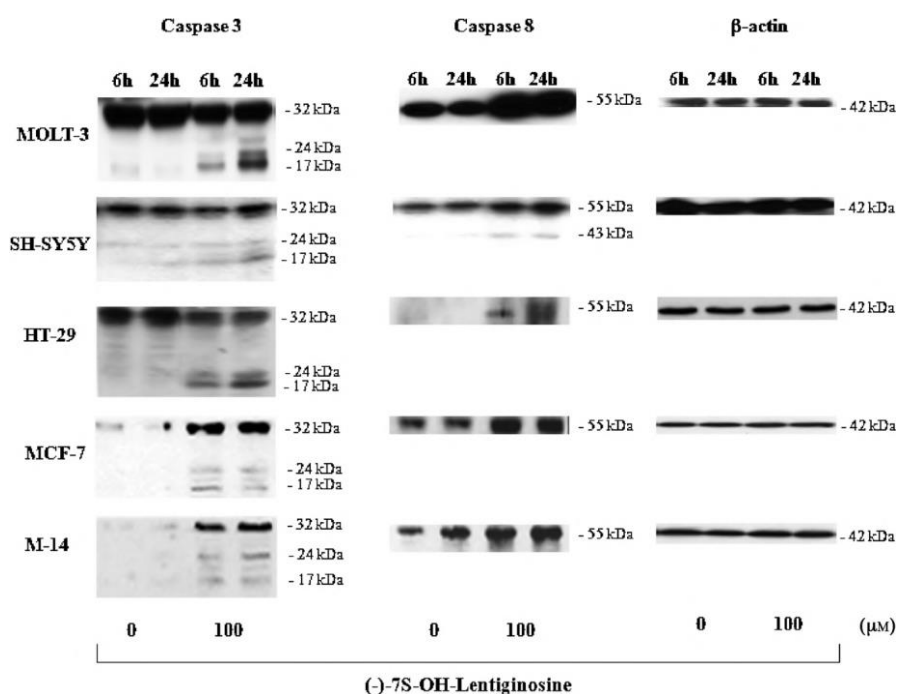 Caspase 3 Caspase 8 β-actin
6h 24h 6h 24h 6h 24h 6h 24h 6h 24h 6h 24h
MOLT-3 - 32 kDa - 24 kDa - 17 kDa - 55 kDa - 42 kDa
SH-SY5Y - 32 kDa - 24 kDa - 17 kDa - 55 kDa - 43 kDa - 42 kDa
HT-29 - 32 kDa - 24 kDa - 17 kDa - 55 kDa - 42 kDa
MCF-7 - 32 kDa - 24 kDa - 17 kDa - 55 kDa - 42 kDa
M-14 - 32 kDa - 24 kDa - 17 kDa - 55 kDa - 42 kDa
0 100 0 100 0 100 (μM)
(-)-7S-OH-Lentiginosine